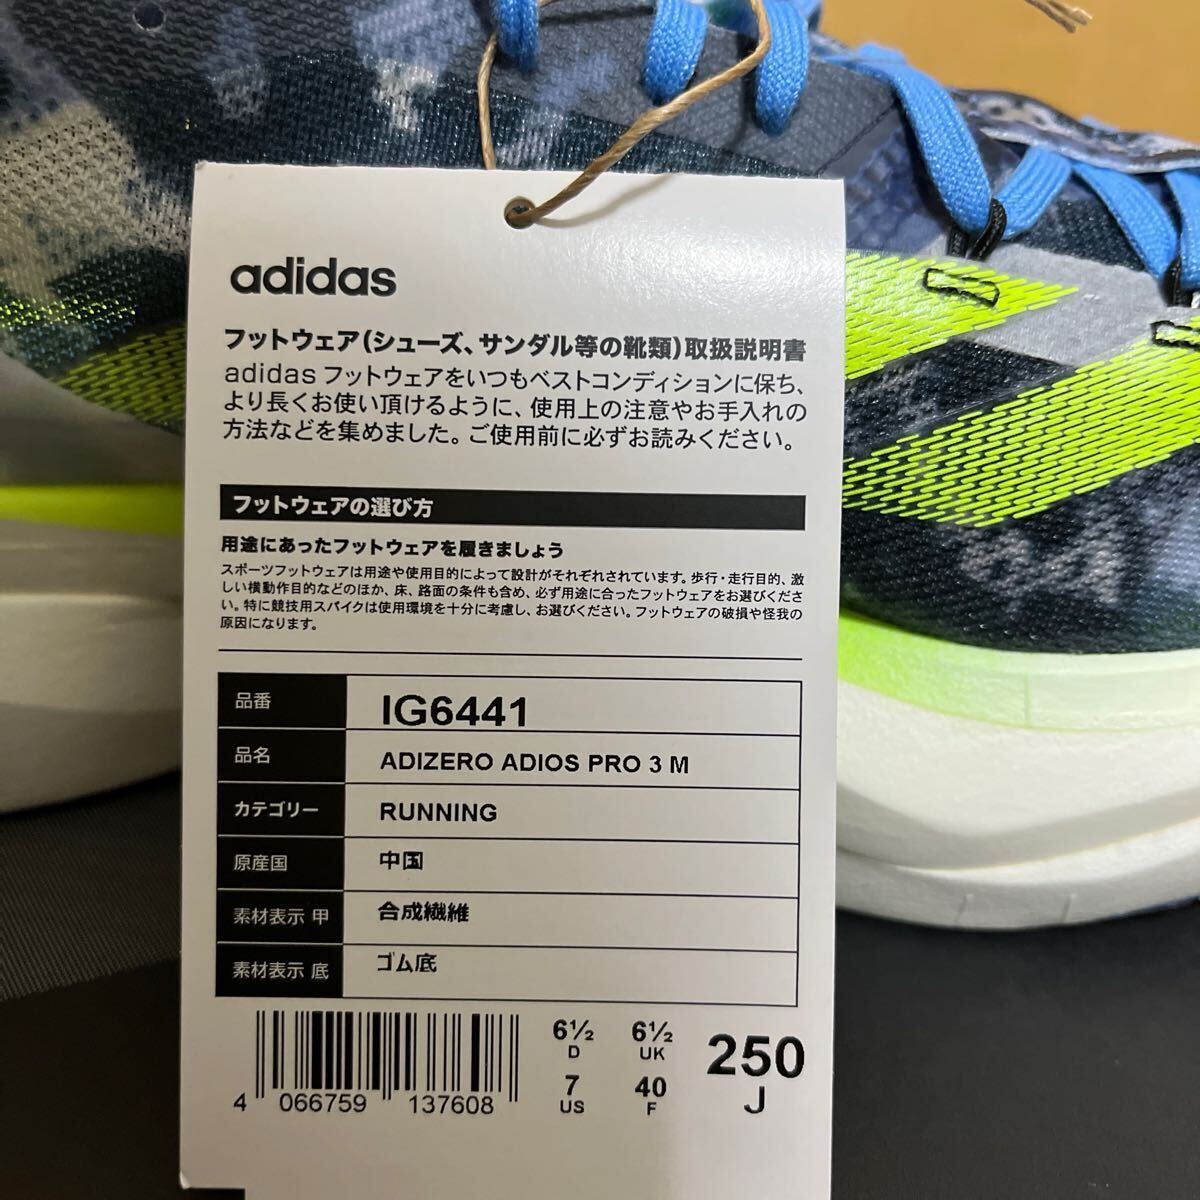 adidas
フットウェア(シューズ、サンダル等の靴類)取扱説明書
adidas フットウェアをいつもベストコンディションに保ち、
より長くお使い頂けるように、使用上の注意やお手入れの
方法などを集めました。ご使用前に必ずお読みください。
フットウェアの選び方
用途にあったフットウェアを履きましょう
スポーツフットウェアは用途や使用目的によって設計がそれぞれされています。歩行・走行目的、激
しい横動作目的などのほか、床、路面の条件も含め、必ず用途に合ったフットウェアをお選びくださ
い。特に競技用スパイクは使用環境を十分に考慮し、お選びください。フットウェアの破損や怪我の
原因になります。
品番 IG6441
品名 ADIZERO ADIOS PRO 3 M
カテゴリー RUNNING
原産国 中国
素材表示 甲 合成繊維
素材表示 底 ゴム底
6½ 6½ 250
D UK J
7 40
US F
4 066759 137608